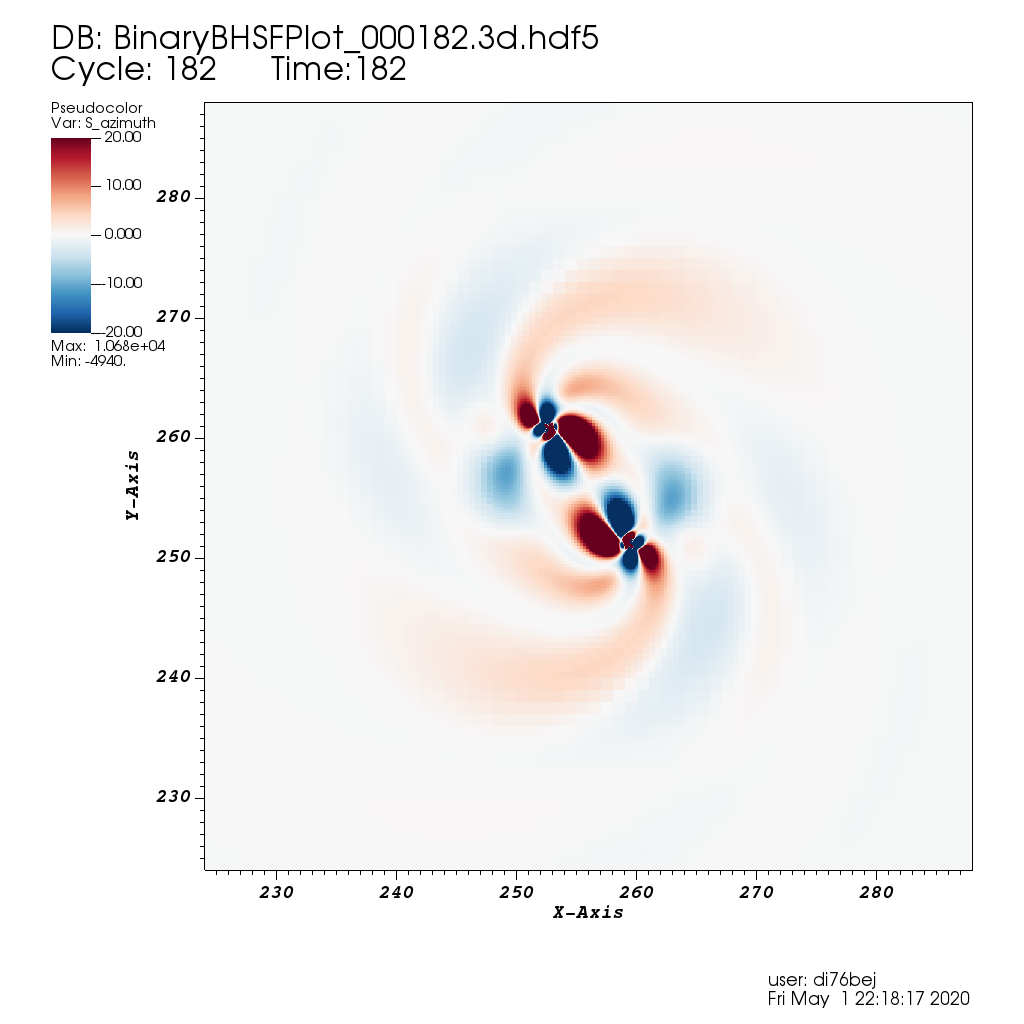 DB: BinaryBHSFPlot_000182.3d.hdf5
Cycle: 182 Time:182
Pseudocolor
Var: S_azimuth
20.00
10.00
0.000
-10.00
-20.00
Max: 1.068e+04
Min: -4940.
280
270
260
250
240
230
Y-Axis
230 240 250 260 270 280
X-Axis
user: di76bej
Fri May 1 22:18:17 2020